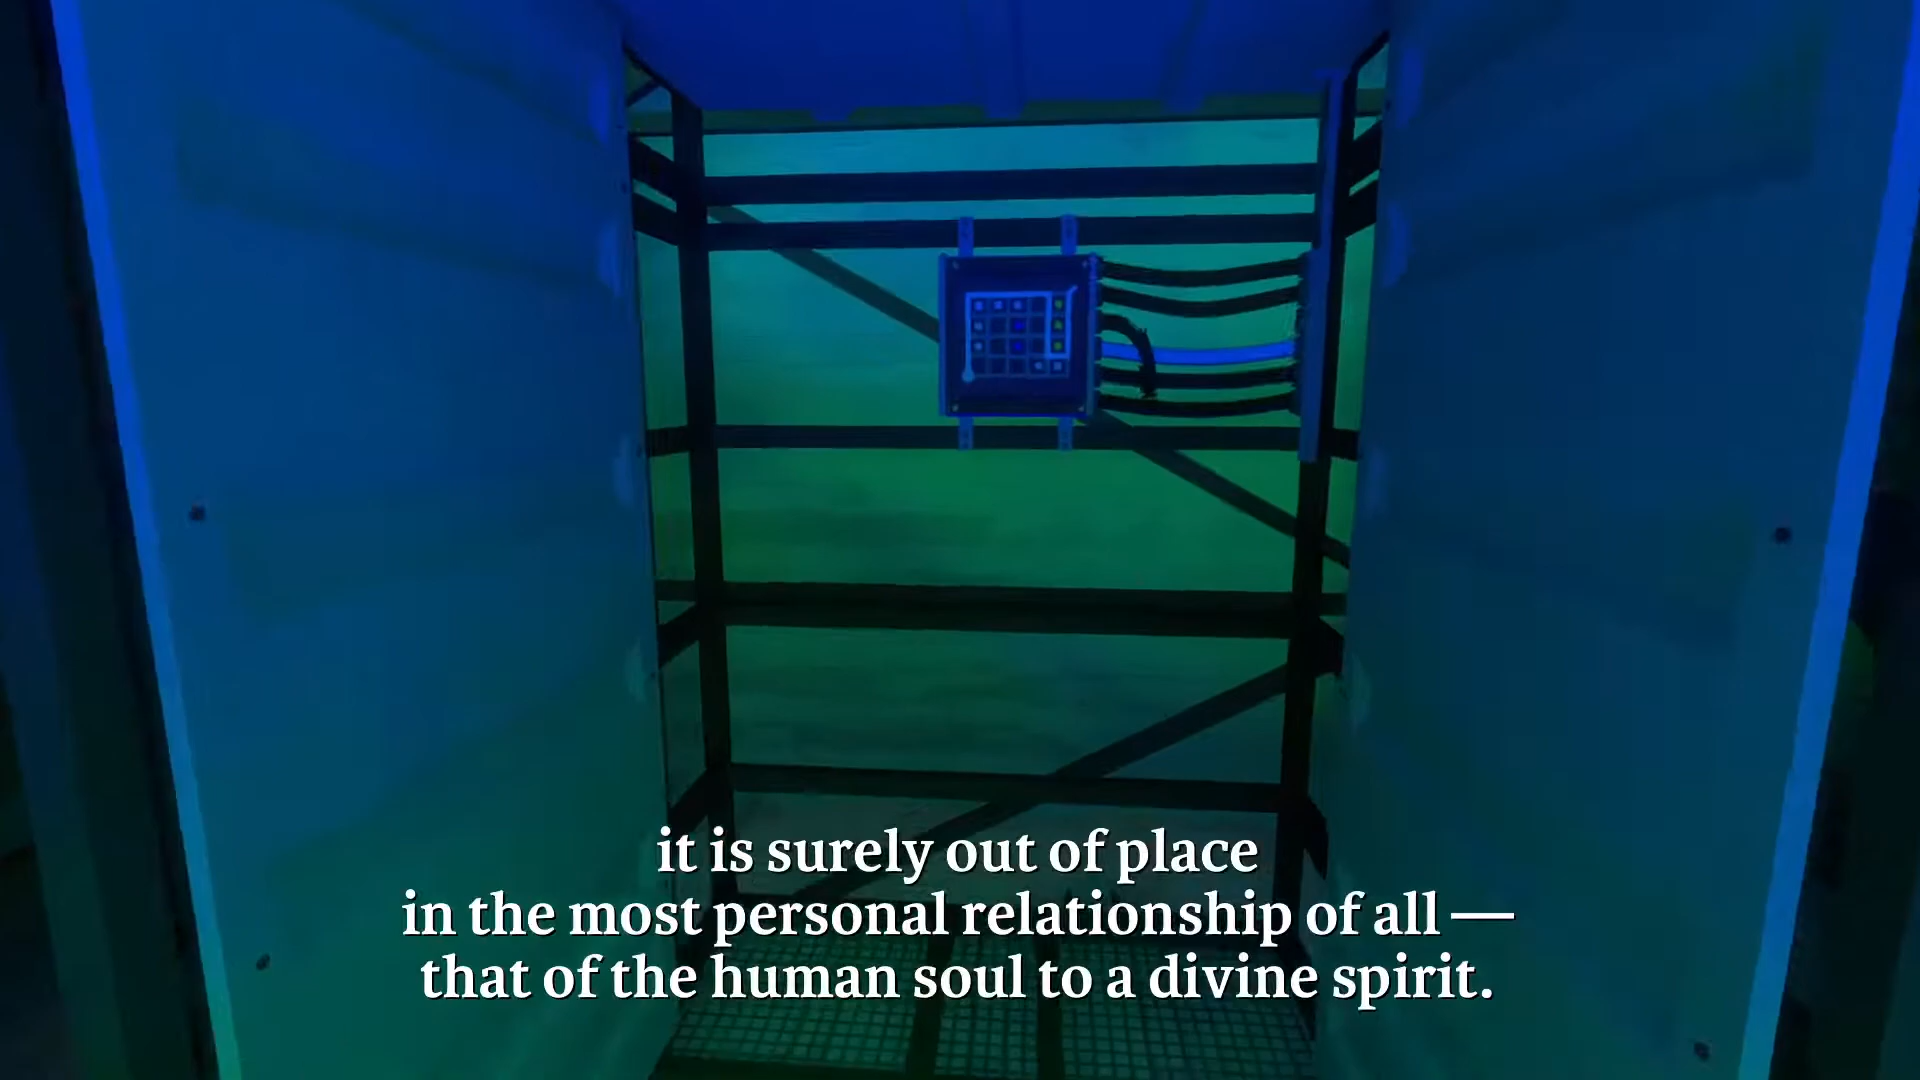 it is surely out of place
in the most personal relationship of all —
that of the human soul to a divine spirit.